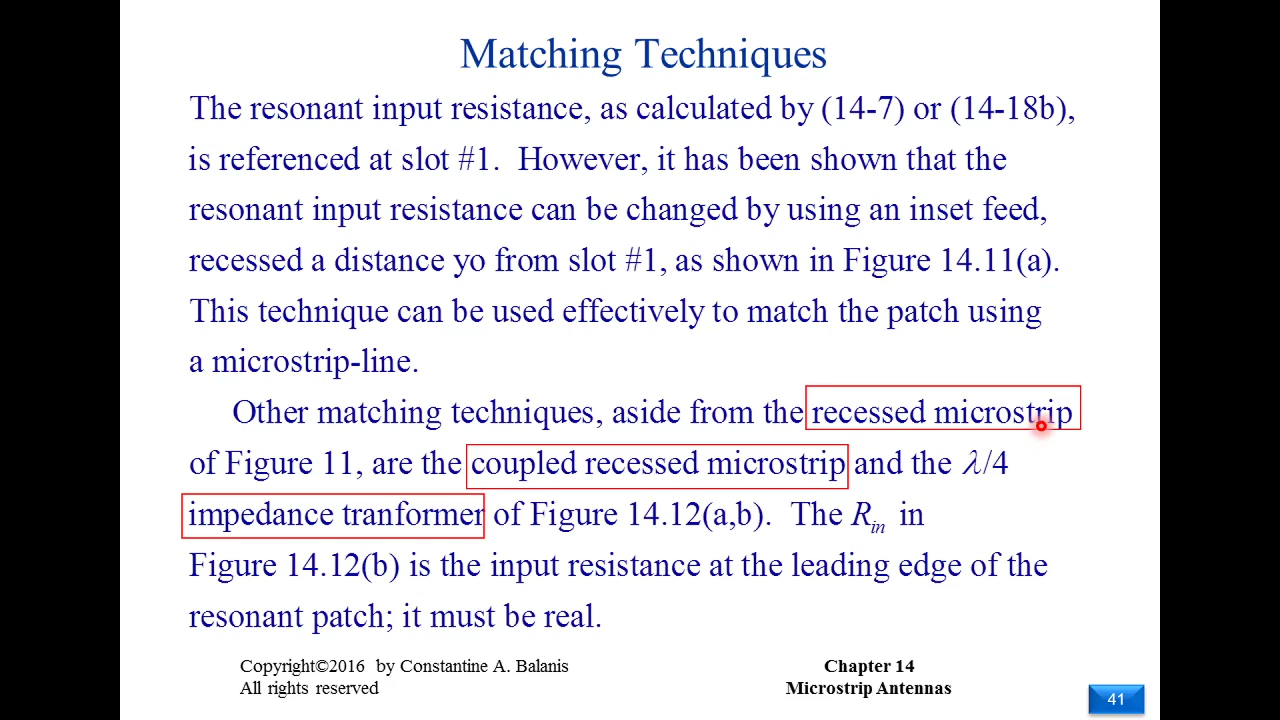 Matching Techniques
The resonant input resistance, as calculated by (14-7) or (14-18b),
is referenced at slot #1. However, it has been shown that the
resonant input resistance can be changed by using an inset feed,
recessed a distance yo from slot #1, as shown in Figure 14.11(a).
This technique can be used effectively to match the patch using
a microstrip-line.
Other matching techniques, aside from the recessed microstrip
of Figure 11, are the coupled recessed microstrip and the λ/4
impedance tranformer of Figure 14.12(a,b). The Rin in
Figure 14.12(b) is the input resistance at the leading edge of the
resonant patch; it must be real.
Copyright©2016 by Constantine A. Balanis
All rights reserved
Chapter 14
Microstrip Antennas
41